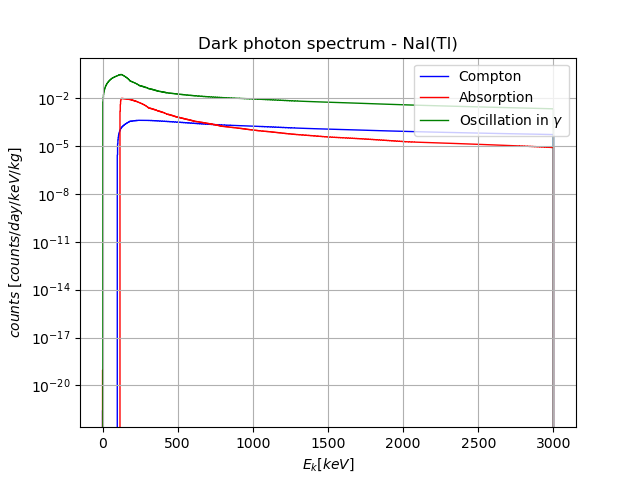 Dark photon spectrum - NaI(Tl)
Compton
Absorption
Oscillation in γ
10⁻²
10⁻⁵
10⁻⁸
10⁻¹¹
10⁻¹⁴
10⁻¹⁷
10⁻²⁰
counts [counts/day/keV/kg]
0 500 1000 1500 2000 2500 3000
Eₖ[keV]